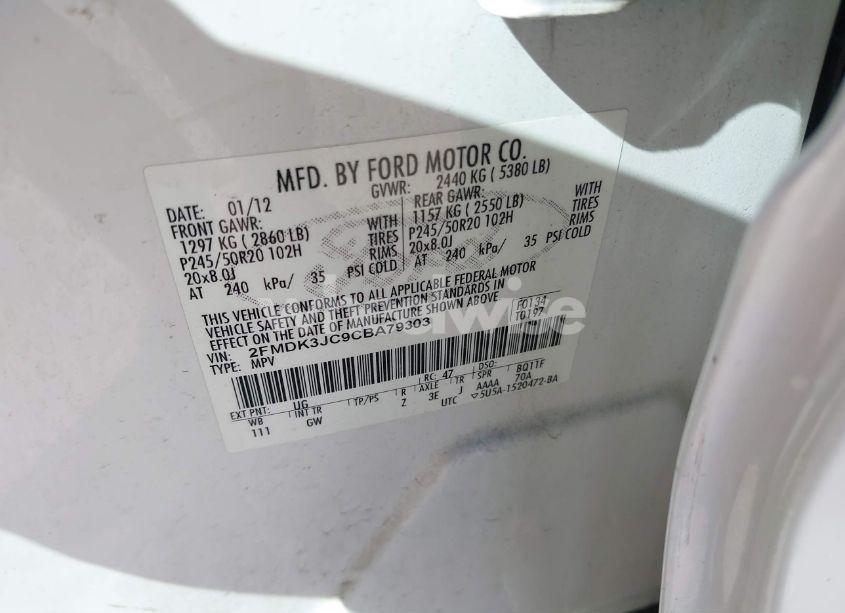 MFD. BY FORD MOTOR CO.
DATE: 01/12 GVWR: 2440 KG ( 5380 LB)
FRONT GAWR: REAR GAWR:
1297 KG ( 2860 LB) WITH 1157 KG ( 2550 LB) WITH
P245/50R20 102H TIRES P245/50R20 102H TIRES
20x8.0J RIMS 20x8.0J RIMS
AT 240 kPa/ 35 PSI COLD AT 240 kPa/ 35 PSI COLD
THIS VEHICLE CONFORMS TO ALL APPLICABLE FEDERAL MOTOR
VEHICLE SAFETY AND THEFT PREVENTION STANDARDS IN
EFFECT ON THE DATE OF MANUFACTURE SHOWN ABOVE.
VIN: 2FMDK3JC9CBA79303 F0134
TYPE: MPV T0197
RC: 47 DSO: BQ11F
EXT PNT: UG
WB INT TR TP/PS R AXLE TR SPR
111 GW Z 3E J AAAA 70A
UTC 5U5A-1520472-BA